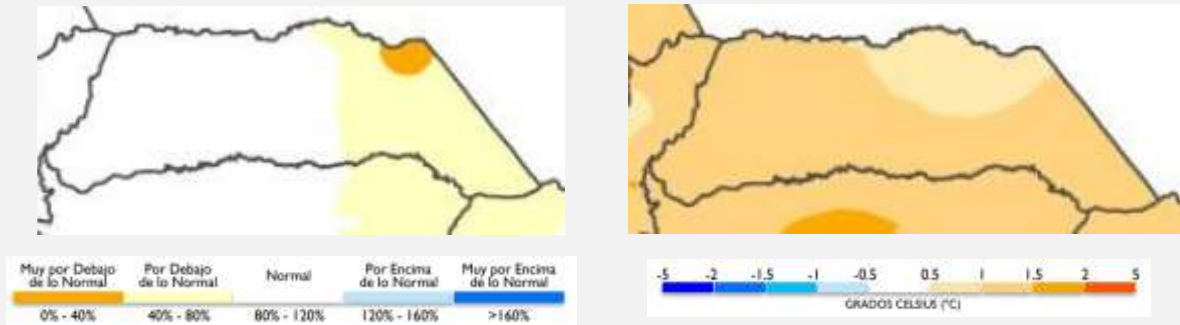 Muy por Debajo de lo Normal
Por Debajo de lo Normal
Normal
Por Encima de lo Normal
Muy por Encima de lo Normal
0% - 40%
40% - 80%
80% - 120%
120% - 160%
>160%
-5 -2 -1.5 -1 -0.5 0.5 1 1.5 2 5
GRADOS CELSIUS (°C)